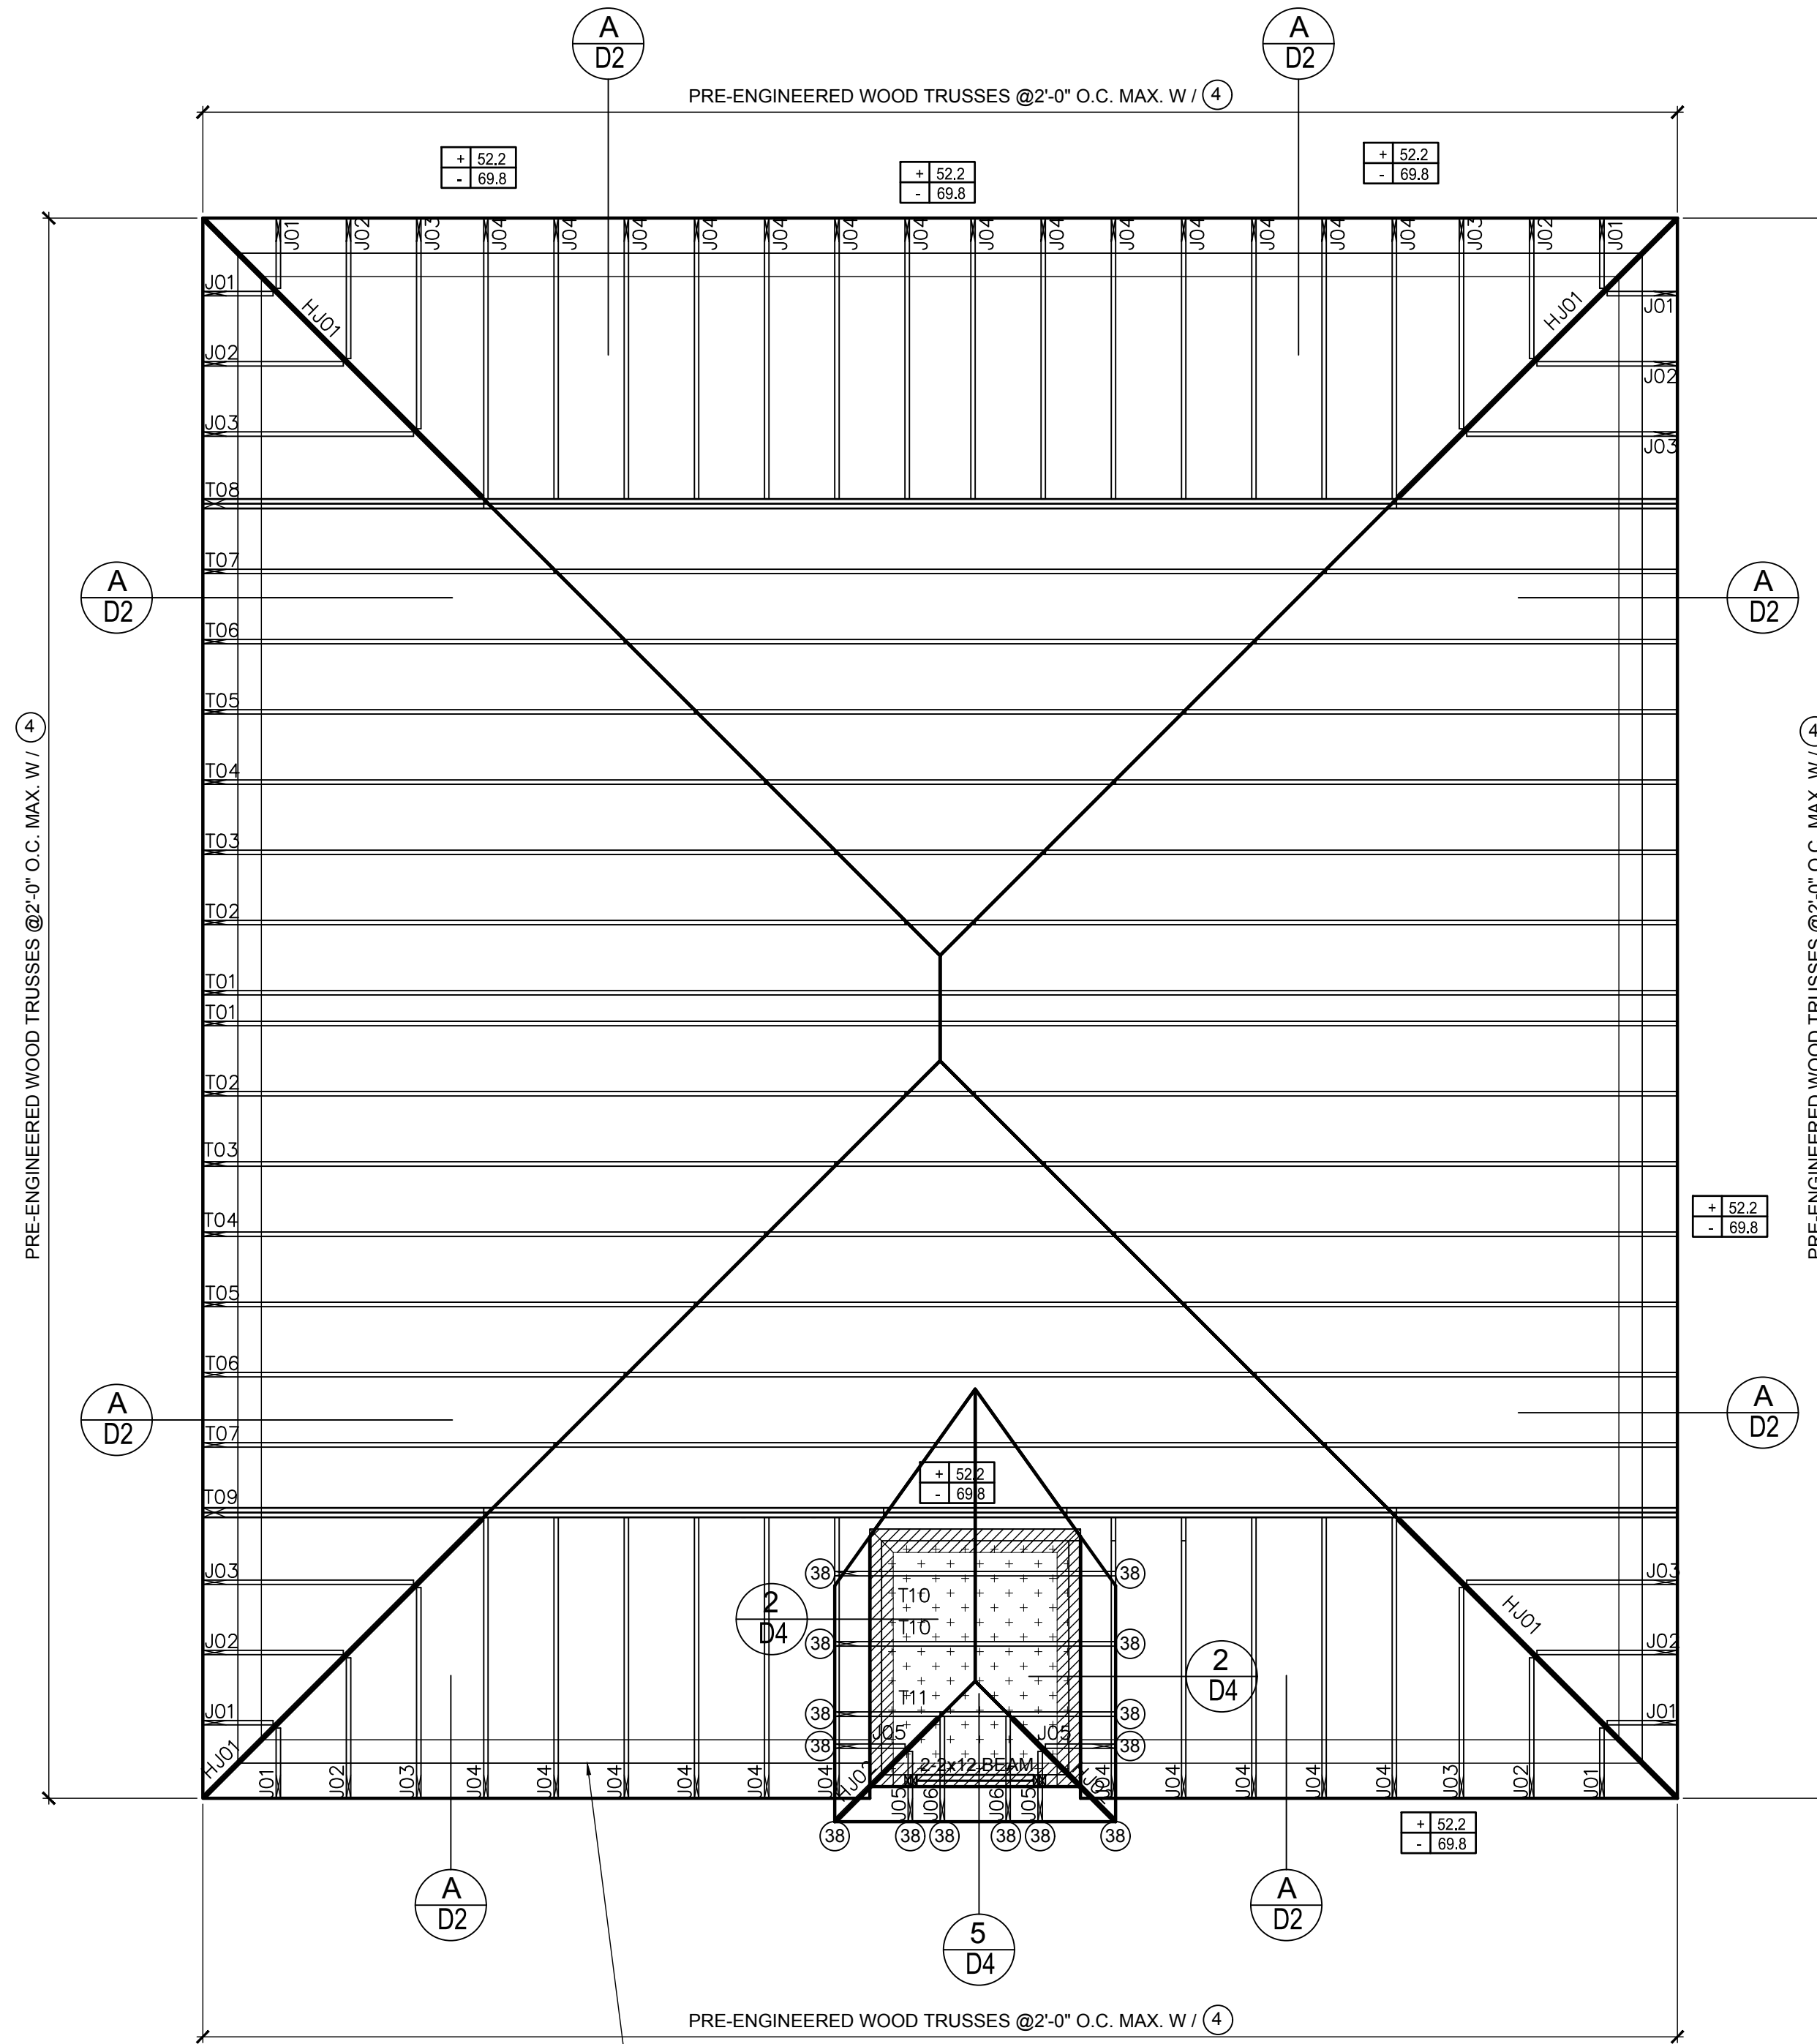 A
D2
A
D2
PRE-ENGINEERED WOOD TRUSSES @2'-0" O.C. MAX. W / 4
+ 52.2
- 69.8
+ 52.2
- 69.8
+ 52.2
- 69.8
J01 J02 J03 J04 J04 J04 J04 J04 J04 J04 J04 J04 J04 J04 J04 J04 J04 J03 J02 J01
J01
HJ01
HJ01
J01
J02
J02
J03
J03
T08
T07
A
D2
A
D2
T06
T05
PRE-ENGINEERED WOOD TRUSSES @2'-0" O.C. MAX. W / 4
PRE-ENGINEERED WOOD TRUSSES @2'-0" O.C. MAX. W / 4
T04
T03
T02
T01
T01
T02
T03
+ 52.2
- 69.8
T04
T05
T06
A
D2
A
D2
T07
+ 52.2
- 69.8
T09
J03
38
38
J03
T10
2
D4
T10
HJ01
J02
38
38
J02
2
D4
T11
J01
38
38
J01
J05
J05
38
38
HJ01
2-2x12 BEAM
J01 J02 J03 J04 J04 J04 J04 J04 J04
J05 J06 J06 J05
J04 J04 J04 J04 J04 J03 J02 J01
38 38 38 38 38 38
+ 52.2
- 69.8
A
D2
A
D2
5
D4
PRE-ENGINEERED WOOD TRUSSES @2'-0" O.C. MAX. W / 4